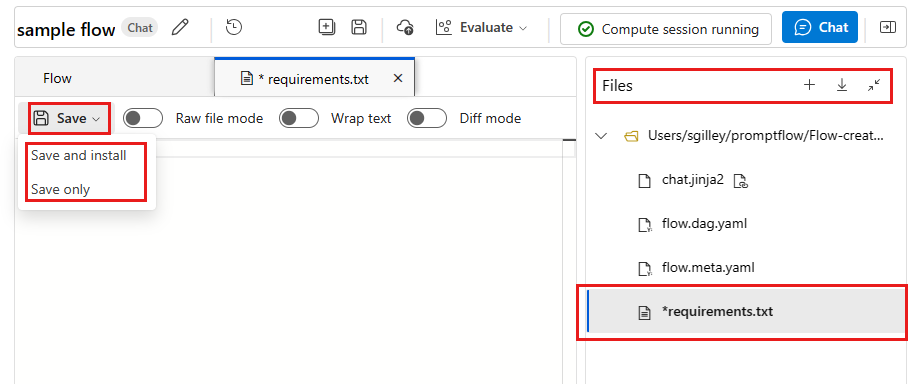 sample flow Chat Evaluate Compute session running Chat
Flow * requirements.txt
Save Raw file mode Wrap text Diff mode
Save and install
Save only
Files
Users/sgilley/promptflow/Flow-creat...
chat.jinja2
flow.dag.yaml
flow.meta.yaml
*requirements.txt